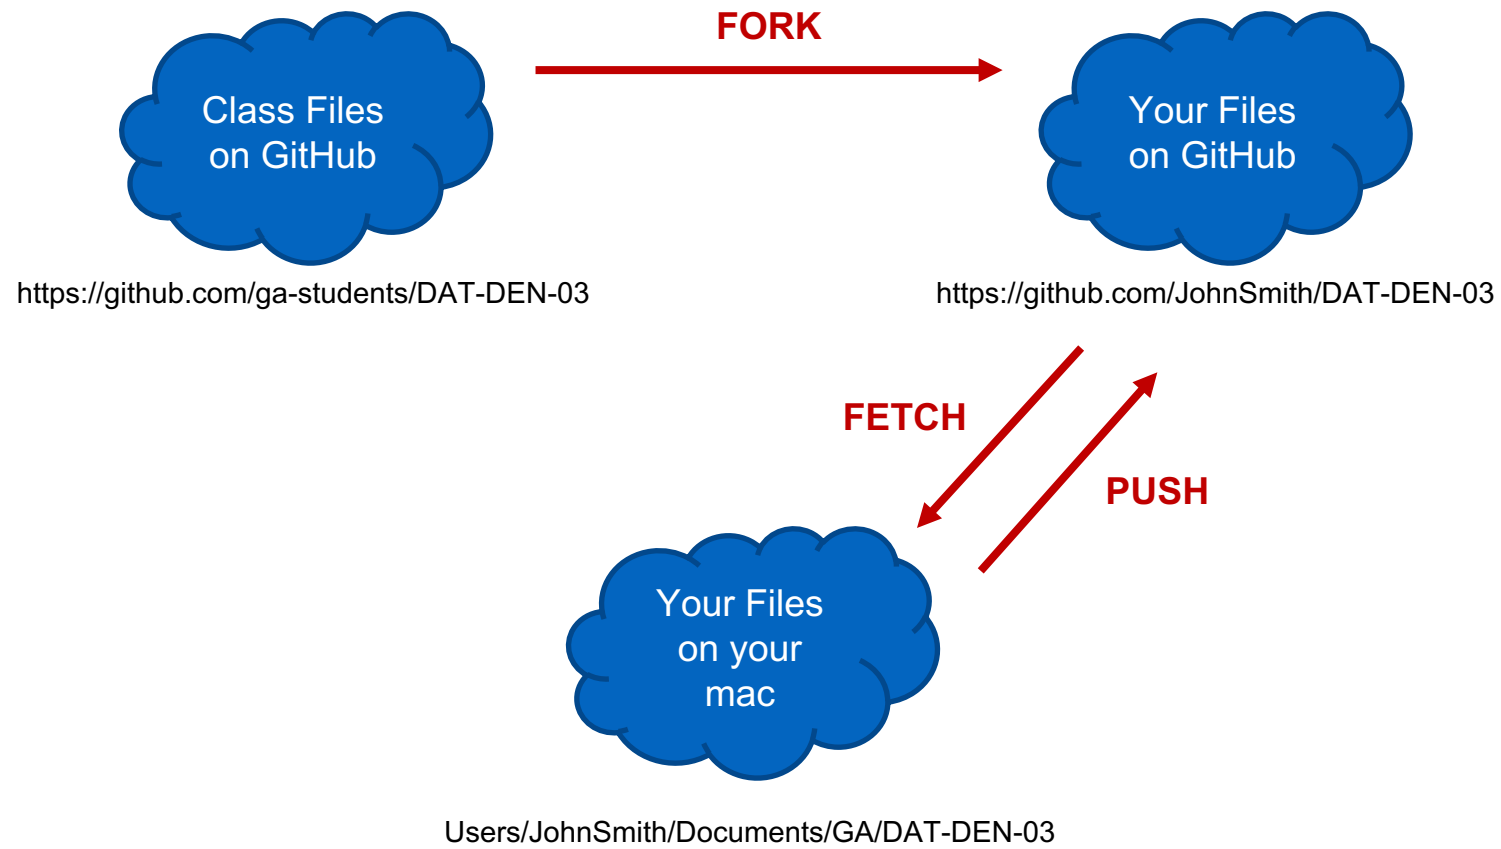 FORK
Class Files
on GitHub
Your Files
on GitHub
https://github.com/ga-students/DAT-DEN-03
https://github.com/JohnSmith/DAT-DEN-03
FETCH
PUSH
Your Files
on your
mac
Users/JohnSmith/Documents/GA/DAT-DEN-03